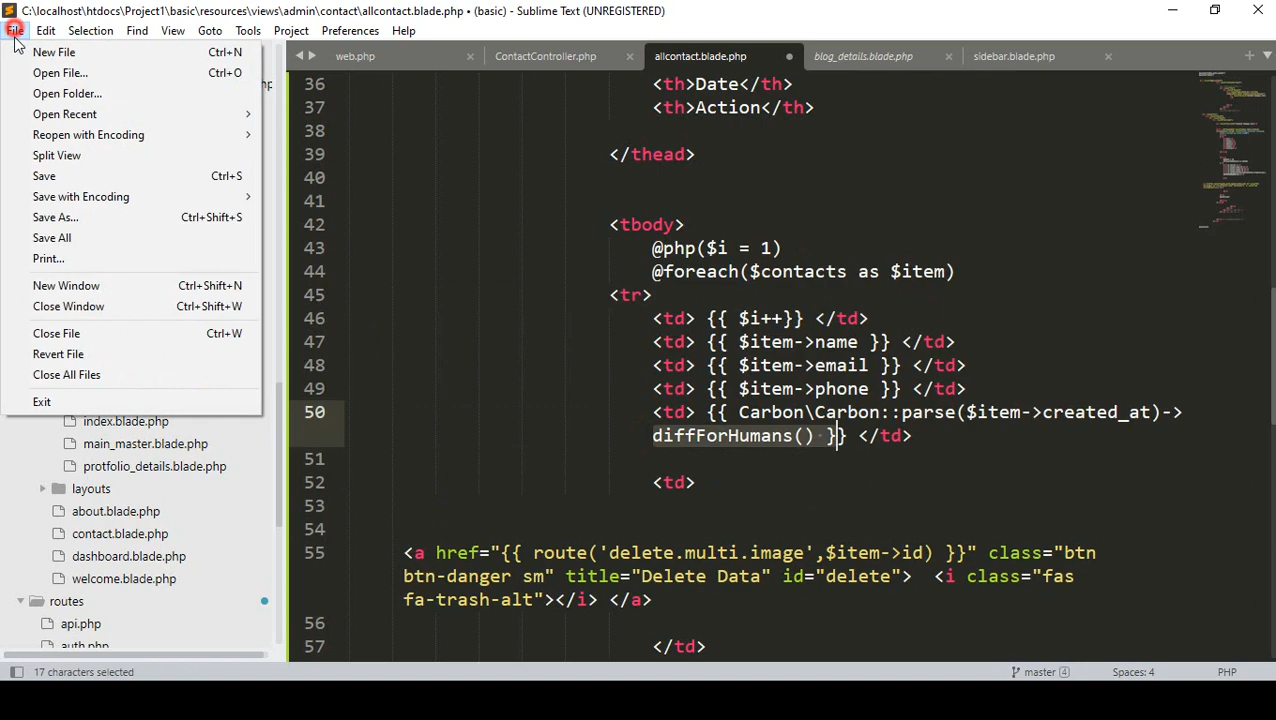 C:\localhost\htdocs\Project1\basic\resources\views\admin\contact\allcontact.blade.php • (basic) - Sublime Text (UNREGISTERED)
File Edit Selection Find View Goto Tools Project Preferences Help
New File Ctrl+N
Open File... Ctrl+O
Open Folder...
Open Recent
Reopen with Encoding
Split View
Save Ctrl+S
Save with Encoding
Save As... Ctrl+Shift+S
Save All
Print...
New Window Ctrl+Shift+N
Close Window Ctrl+Shift+W
Close File Ctrl+W
Revert File
Close All Files
Exit
index.blade.php
main_master.blade.php
protfolio_details.blade.php
layouts
about.blade.php
contact.blade.php
dashboard.blade.php
welcome.blade.php
routes
api.php
auth.php
web.php ContactController.php allcontact.blade.php blog_details.blade.php sidebar.blade.php
36 <th>Date</th>
37 <th>Action</th>
38
39 </thead>
40
41
42 <tbody>
43 @php($i = 1)
44 @foreach($contacts as $item)
45 <tr>
46 <td> {{ $i++}} </td>
47 <td> {{ $item->name }} </td>
48 <td> {{ $item->email }} </td>
49 <td> {{ $item->phone }} </td>
50 <td> {{ Carbon\Carbon::parse($item->created_at)->
diffForHumans() }} </td>
51
52 <td>
53
54
55 <a href="{{ route('delete.multi.image',$item->id) }}" class="btn
btn-danger sm" title="Delete Data" id="delete"> <i class="fas
fa-trash-alt"></i> </a>
56
57 </td>
17 characters selected master 4 Spaces: 4 PHP